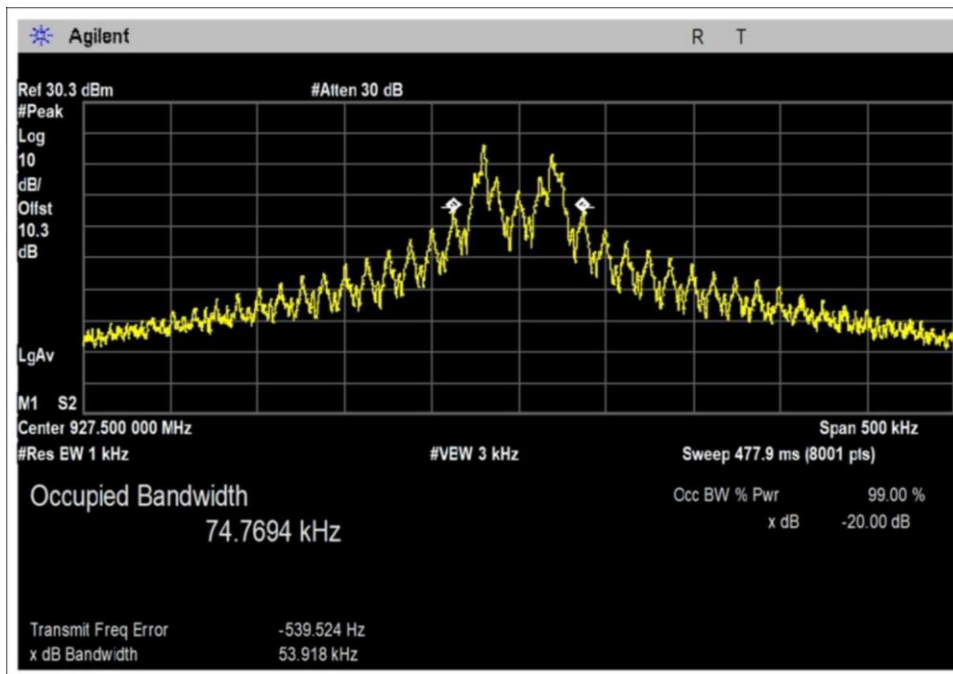 Agilent R T
Ref 30.3 dBm #Atten 30 dB
#Peak
Log
10
dB/
Offst
10.3
dB
LgAv
M1 S2
Center 927.500 000 MHz Span 500 kHz
#Res BW 1 kHz #VBW 3 kHz Sweep 477.9 ms (8001 pts)
Occupied Bandwidth Occ BW % Pwr 99.00 %
74.7694 kHz x dB -20.00 dB
Transmit Freq Error -539.524 Hz
x dB Bandwidth 53.918 kHz